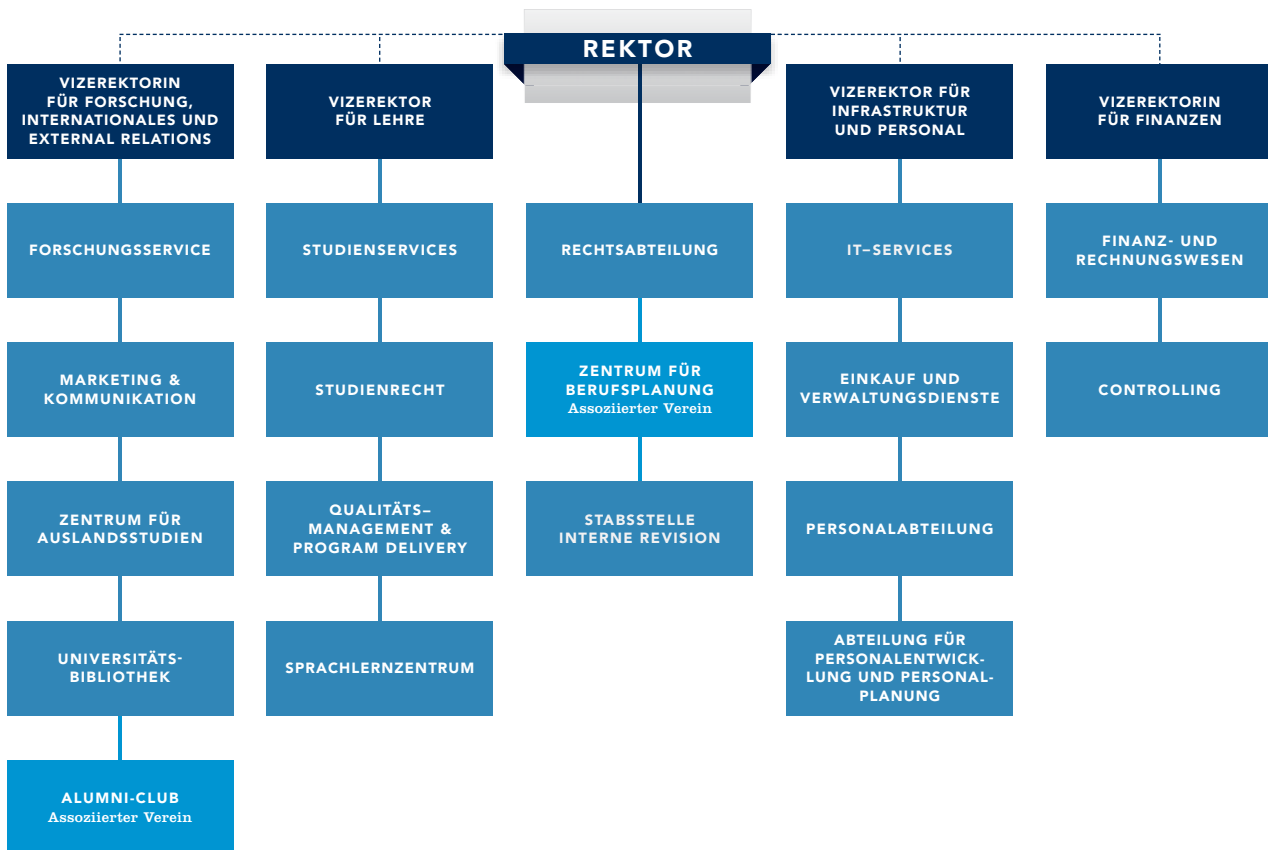 REKTOR
VIZEREKTORIN
FÜR FORSCHUNG,
INTERNATIONALES UND
EXTERNAL RELATIONS
FORSCHUNGSSERVICE
MARKETING &
KOMMUNIKATION
ZENTRUM FÜR
AUSLANDSSTUDIEN
UNIVERSITÄTS-
BIBLIOTHEK
ALUMNI-CLUB
Assoziierter Verein
VIZEREKTOR
FÜR LEHRE
STUDIENSERVICES
STUDIENRECHT
QUALITÄTS–
MANAGEMENT &
PROGRAM DELIVERY
SPRACHLERNZENTRUM
RECHTSABTEILUNG
ZENTRUM FÜR
BERUFSPLANUNG
Assoziierter Verein
STABSSTELLE
INTERNE REVISION
VIZEREKTOR FÜR
INFRASTRUKTUR
UND PERSONAL
IT–SERVICES
EINKAUF UND
VERWALTUNGSDIENSTE
PERSONALABTEILUNG
ABTEILUNG FÜR
PERSONALENTWICK-
LUNG UND PERSONAL-
PLANUNG
VIZEREKTORIN
FÜR FINANZEN
FINANZ- UND
RECHNUNGSWESEN
CONTROLLING